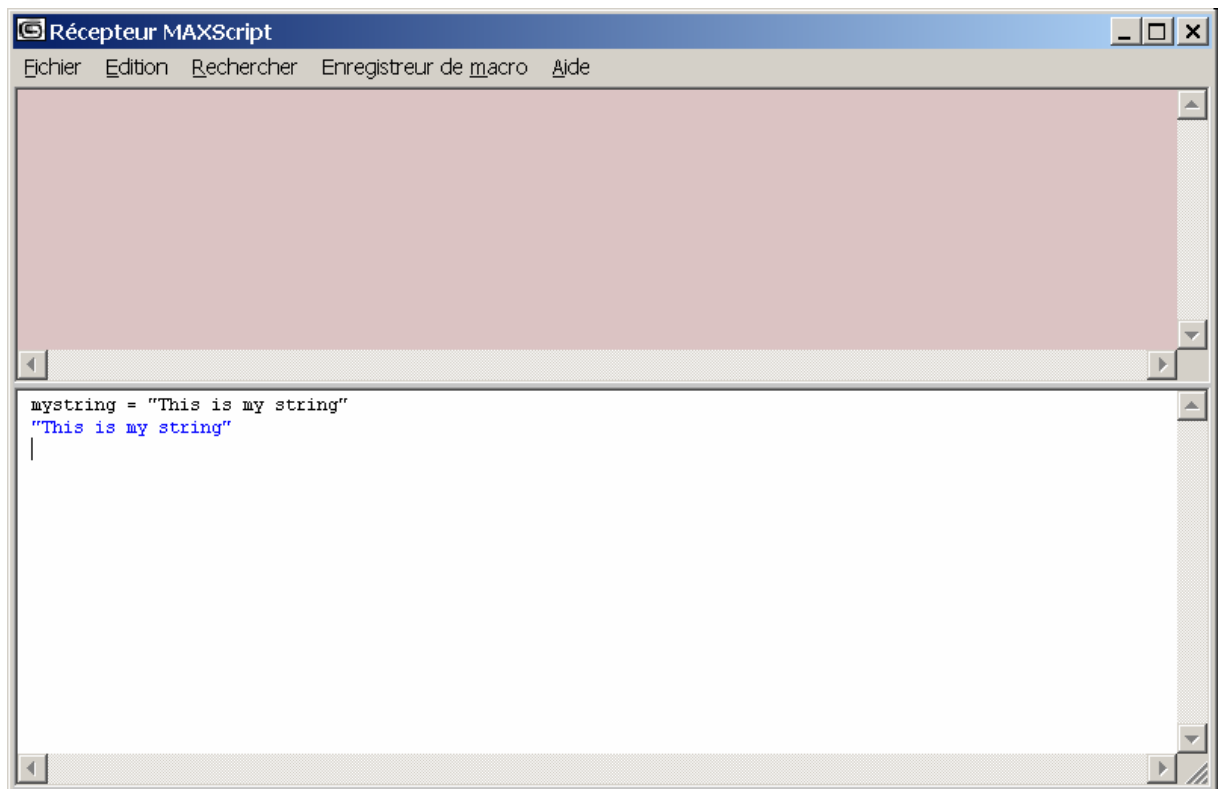 Récepteur MAXScript
Fichier Edition Rechercher Enregistreur de macro Aide
mystring = "This is my string"
"This is my string"